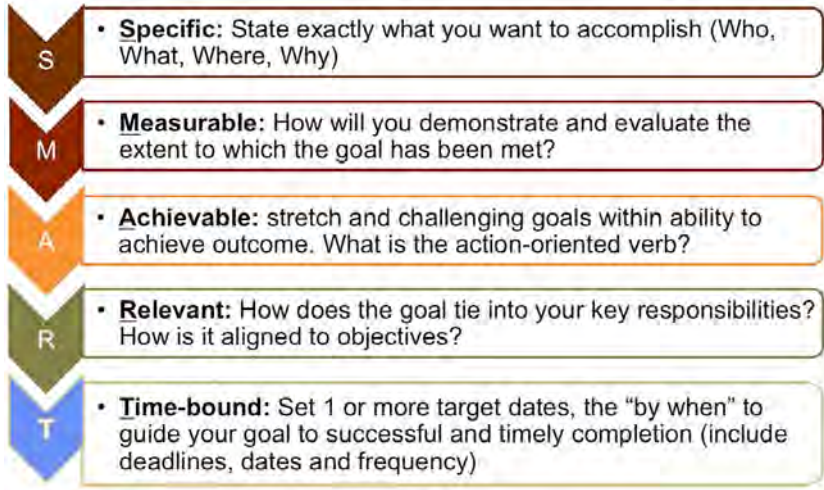 S
• Specific: State exactly what you want to accomplish (Who,
What, Where, Why)
M
• Measurable: How will you demonstrate and evaluate the
extent to which the goal has been met?
A
• Achievable: stretch and challenging goals within ability to
achieve outcome. What is the action-oriented verb?
R
• Relevant: How does the goal tie into your key responsibilities?
How is it aligned to objectives?
T
• Time-bound: Set 1 or more target dates, the “by when” to
guide your goal to successful and timely completion (include
deadlines, dates and frequency)